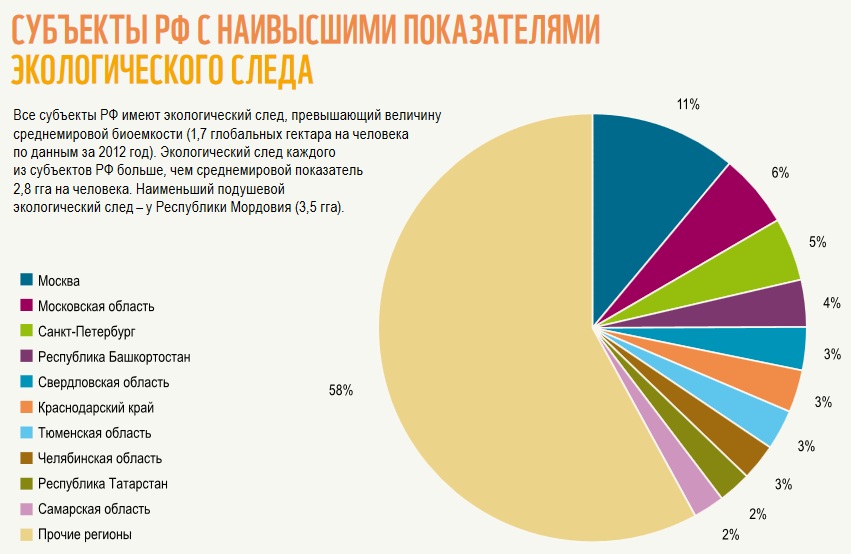 СУБЪЕКТЫ РФ С НАИВЫСШИМИ ПОКАЗАТЕЛЯМИ
ЭКОЛОГИЧЕСКОГО СЛЕДА
Все субъекты РФ имеют экологический след, превышающий величину
среднемировой биоемкости (1,7 глобальных гектара на человека
по данным за 2012 год). Экологический след каждого
из субъектов РФ больше, чем среднемировой показатель
2,8 гга на человека. Наименьший подушевой
экологический след – у Республики Мордовия (3,5 гга).
Москва
Московская область
Санкт-Петербург
Республика Башкортостан
Свердловская область
Краснодарский край
Тюменская область
Челябинская область
Республика Татарстан
Самарская область
Прочие регионы
11%
6%
5%
4%
3%
3%
3%
3%
2%
2%
58%